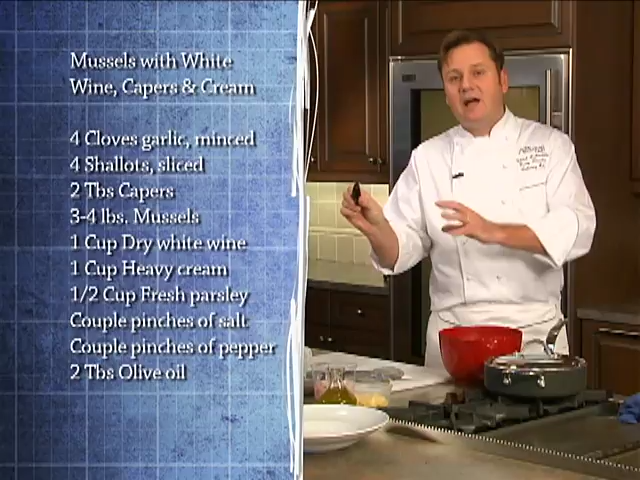 Mussels with White
Wine, Capers & Cream
4 Cloves garlic, minced
4 Shallots, sliced
2 Tbs Capers
3-4 lbs. Mussels
1 Cup Dry white wine
1 Cup Heavy cream
1/2 Cup Fresh parsley
Couple pinches of salt
Couple pinches of pepper
2 Tbs Olive oil